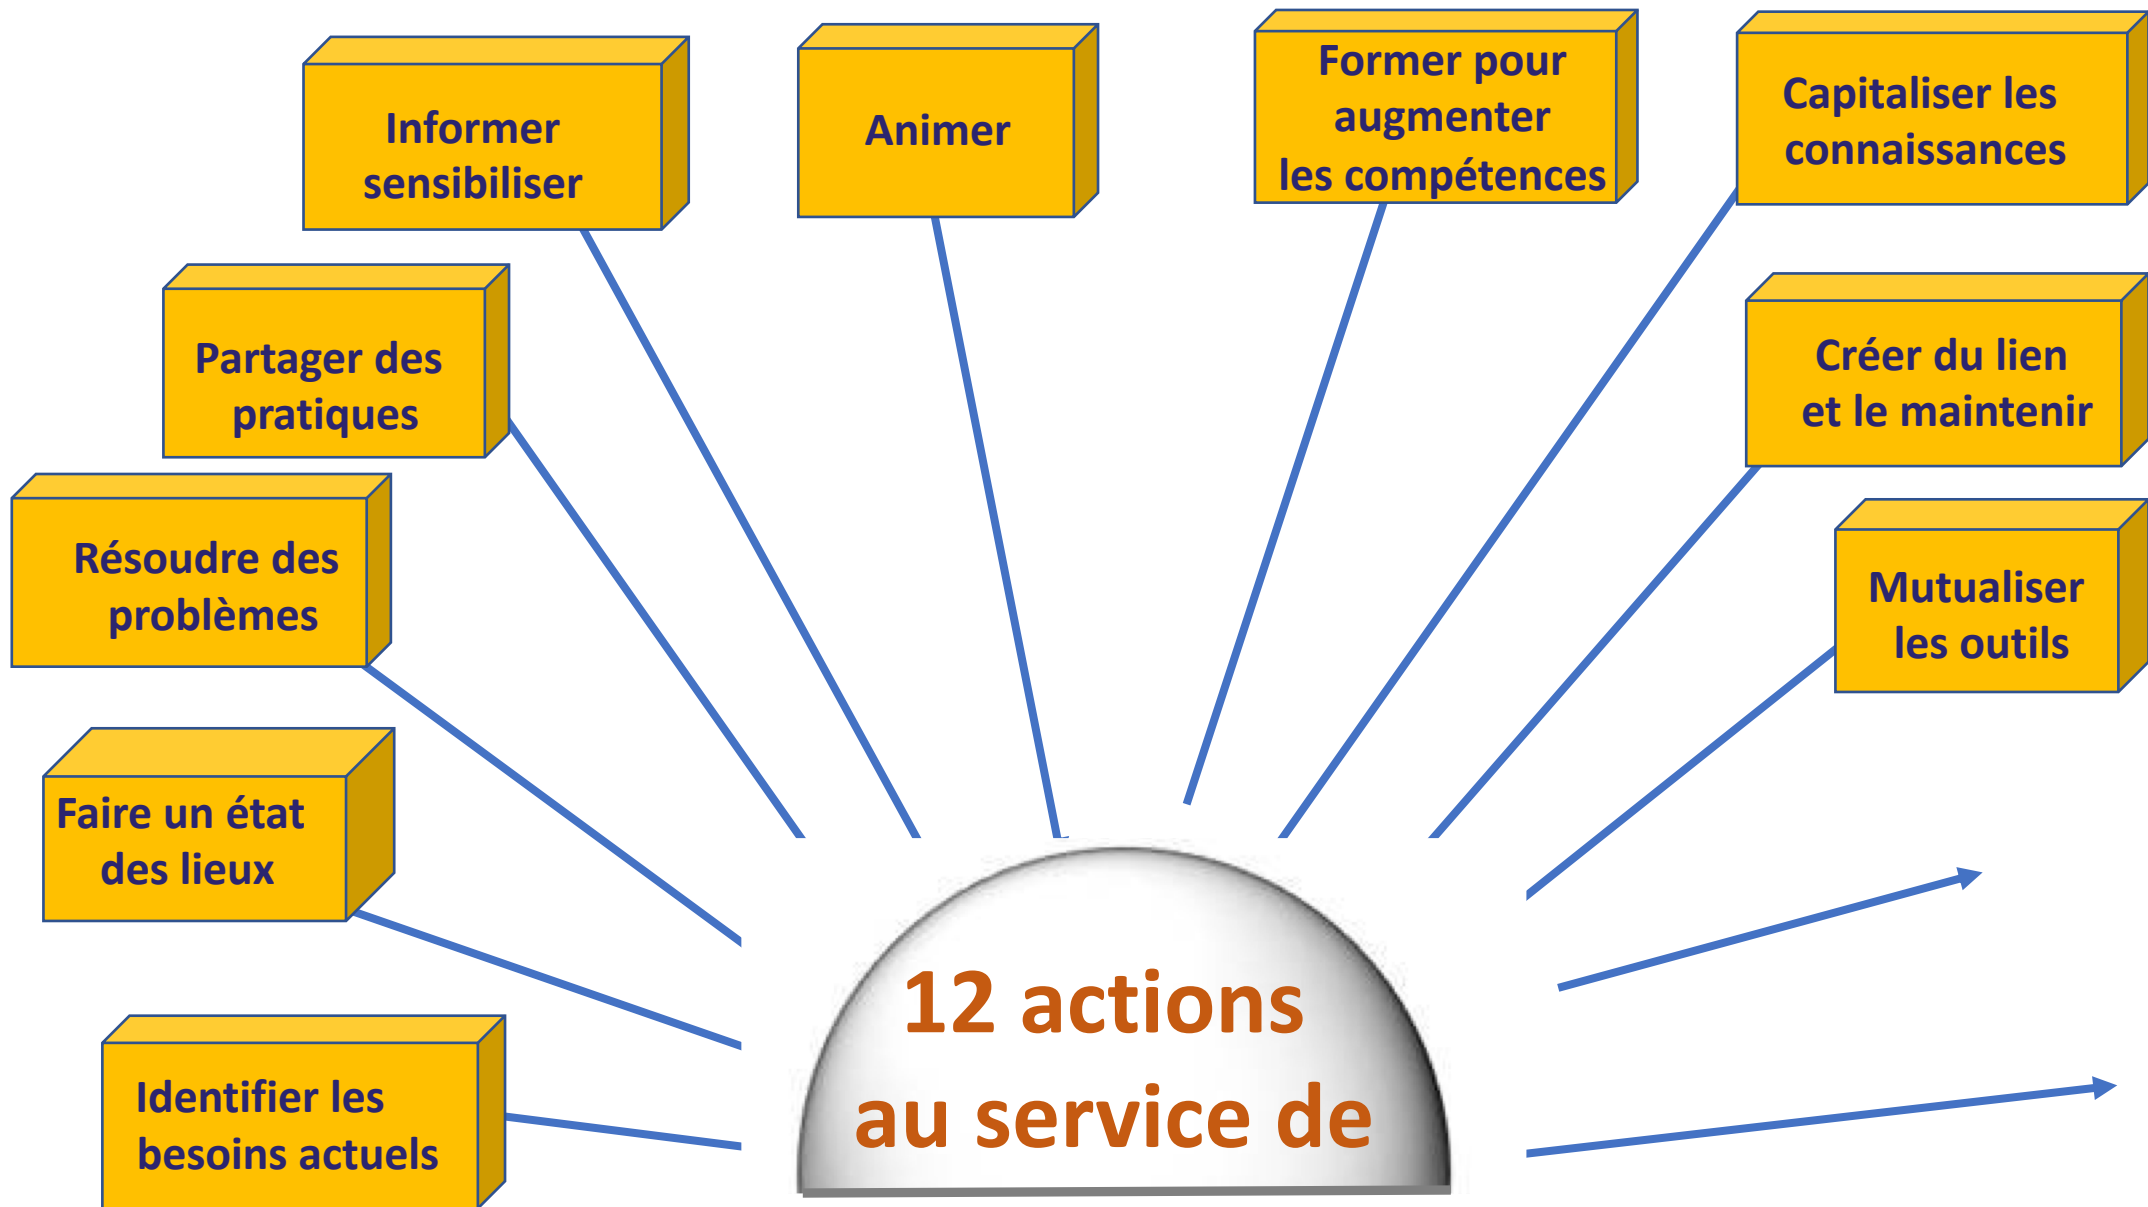 Informer
sensibiliser
Animer
Former pour
augmenter
les compétences
Capitaliser les
connaissances
Partager des
pratiques
Créer du lien
et le maintenir
Résoudre des
problèmes
Mutualiser
les outils
Faire un état
des lieux
Identifier les
besoins actuels
12 actions
au service de